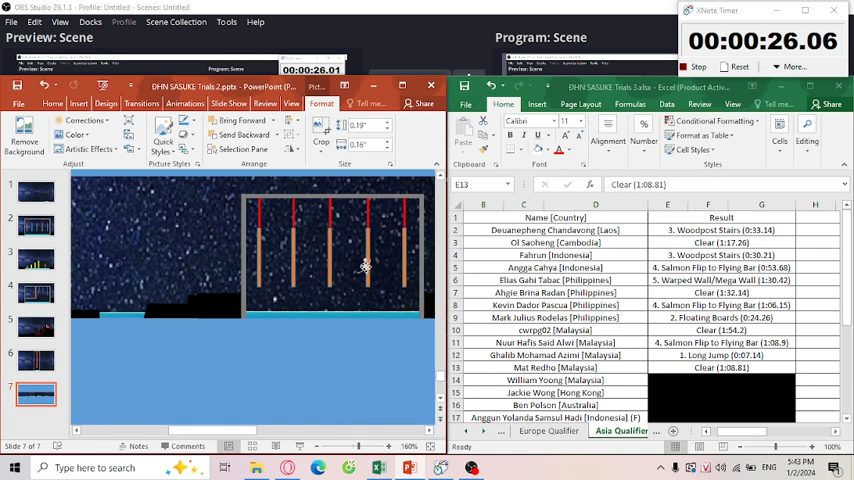 OBS Studio 29.1.3 - Profile: Untitled - Scenes: Untitled
File Edit View Docks Profile Scene Collection Tools Help
Preview: Scene
Program: Scene
XNote Timer
00:00:26.01
00:00:26.06
Stop Reset More...
DHN SASUKE Trials 2.pptx - PowerPoint (Product Activ...
Pict...
File Home Insert Design Transitions Animations Slide Show Review View Format Tell me... Share
Remove Background
Corrections
Color
Artistic Effects
Adjust
Quick Styles
Picture Styles
Bring Forward
Send Backward
Selection Pane
Arrange
Crop
0.19"
0.16"
Size
1
2
3
4
5
6
7
Slide 7 of 7
Notes Comments
160%
DHN SASUKE Trials 3.xlsx - Excel (Product Activ...
File Home Insert Page Layout Formulas Data Review View Tell me Share
Paste
Clipboard
Calibri 11
B I U
Font
Alignment
Number
Conditional Formatting
Format as Table
Cell Styles
Styles
Cells
Editing
E13
Clear (1:08.81)
B C D E F G H
1 Name [Country] Result
2 Deuanepheng Chandavong [Laos] 3. Woodpost Stairs (0:33.14)
3 Ol Saoheng [Cambodia] Clear (1:17.26)
4 Fahrun [Indonesia] 3. Woodpost Stairs (0:30.21)
5 Angga Cahya [Indonesia] 4. Salmon Flip to Flying Bar (0:53.68)
6 Elias Gahi Tabac [Philippines] 5. Warped Wall/Mega Wall (1:30.42)
7 Ahgie Brina Radan [Philippines] Clear (1:32.14)
8 Kevin Dador Pascua [Philippines] 4. Salmon Flip to Flying Bar (1:06.15)
9 Mark Julius Rodelas [Philippines] 2. Floating Boards (0:24.26)
10 cwrpg02 [Malaysia] Clear (1:54.2)
11 Nuur Hafis Said Alwi [Malaysia] 4. Salmon Flip to Flying Bar (1:08.9)
12 Ghalib Mohamad Azimi [Malaysia] 1. Long Jump (0:07.14)
13 Mat Redho [Malaysia] Clear (1:08.81)
14 William Yoong [Malaysia]
15 Jackie Wong [Hong Kong]
16 Ben Polson [Australia]
17 Anggun Yolanda Samsul Hadi [Indonesia] (F)
... Europe Qualifier Asia Qualifier ...
Ready
100%
Type here to search
ENG
5:43 PM
1/2/2024